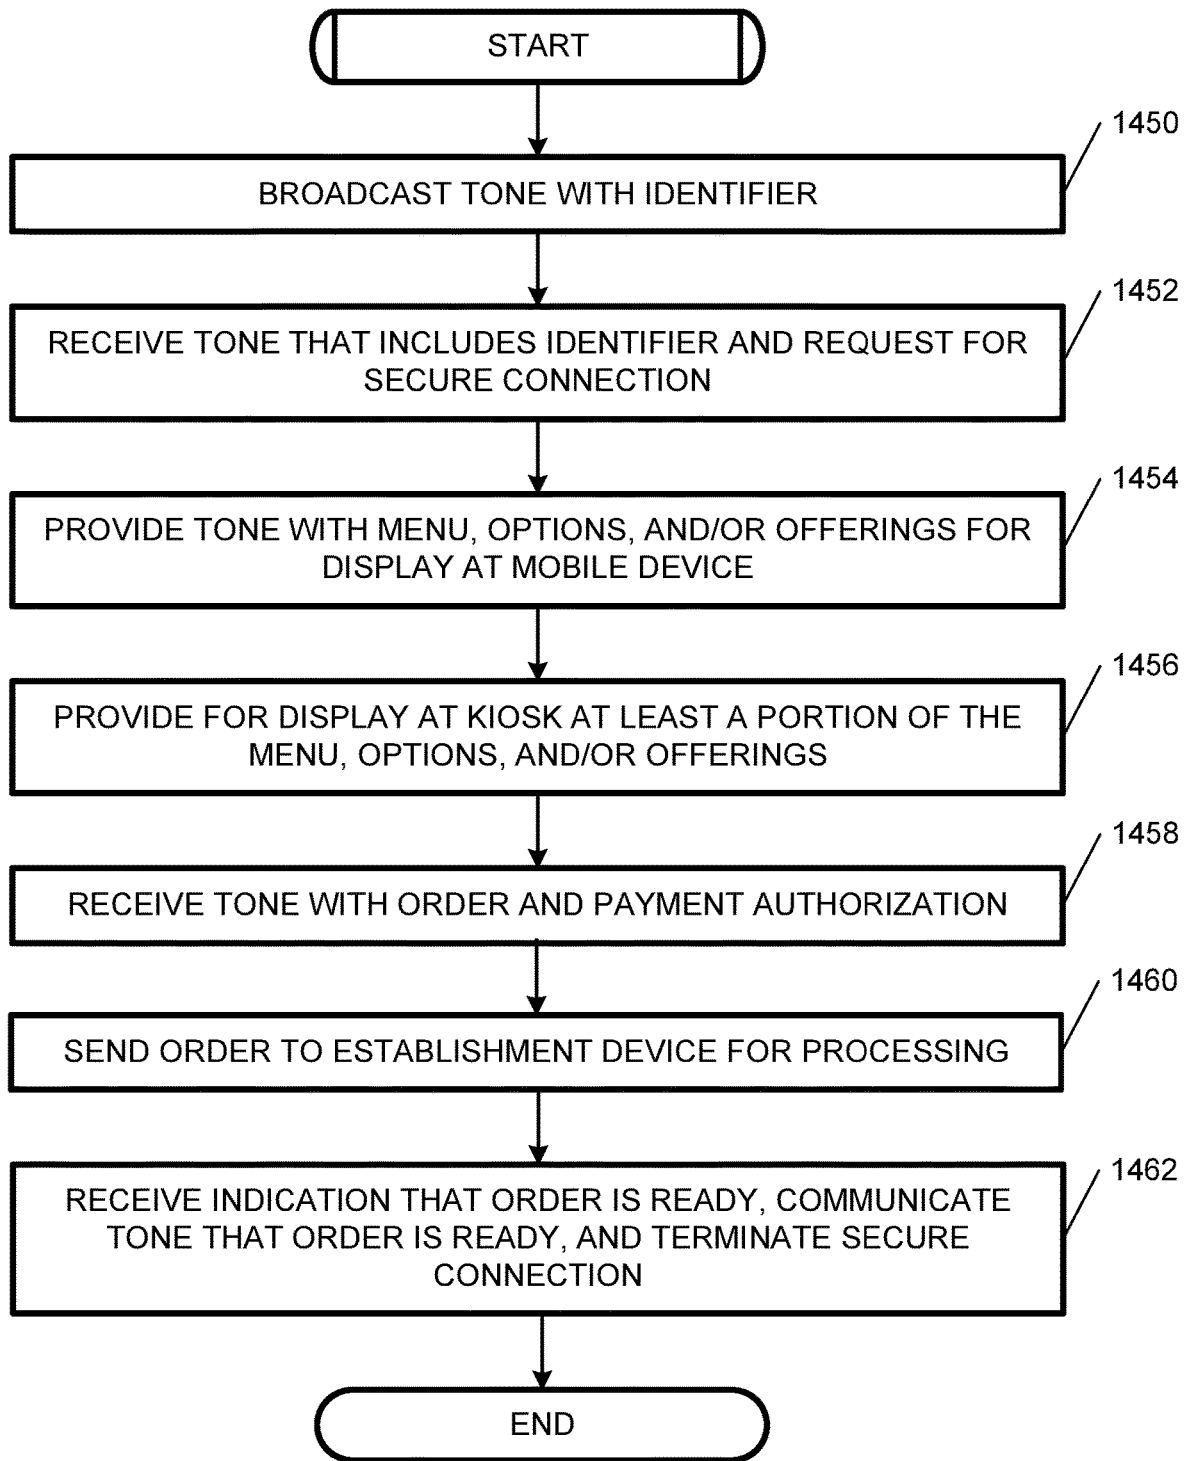 START
1450
BROADCAST TONE WITH IDENTIFIER
1452
RECEIVE TONE THAT INCLUDES IDENTIFIER AND REQUEST FOR
SECURE CONNECTION
1454
PROVIDE TONE WITH MENU, OPTIONS, AND/OR OFFERINGS FOR
DISPLAY AT MOBILE DEVICE
1456
PROVIDE FOR DISPLAY AT KIOSK AT LEAST A PORTION OF THE
MENU, OPTIONS, AND/OR OFFERINGS
1458
RECEIVE TONE WITH ORDER AND PAYMENT AUTHORIZATION
1460
SEND ORDER TO ESTABLISHMENT DEVICE FOR PROCESSING
1462
RECEIVE INDICATION THAT ORDER IS READY, COMMUNICATE
TONE THAT ORDER IS READY, AND TERMINATE SECURE
CONNECTION
END